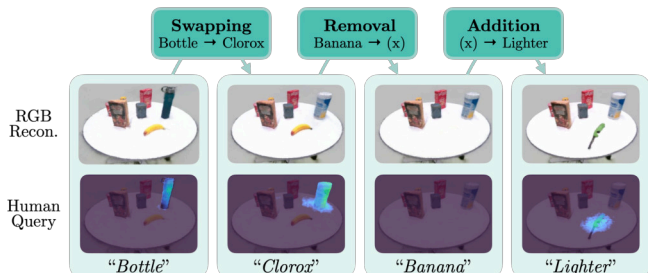 Swapping
Bottle → Clorox
Removal
Banana → (x)
Addition
(x) → Lighter
RGB
Recon.
Human
Query
“Bottle”
“Clorox”
“Banana”
“Lighter”